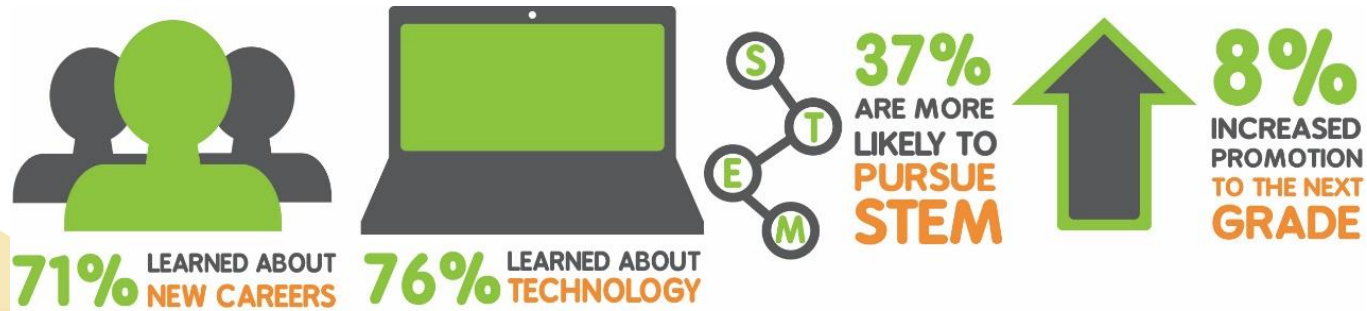 71% LEARNED ABOUT
NEW CAREERS
76% LEARNED ABOUT
TECHNOLOGY
S
T
E
M
37%
ARE MORE
LIKELY TO
PURSUE
STEM
8%
INCREASED
PROMOTION
TO THE NEXT
GRADE